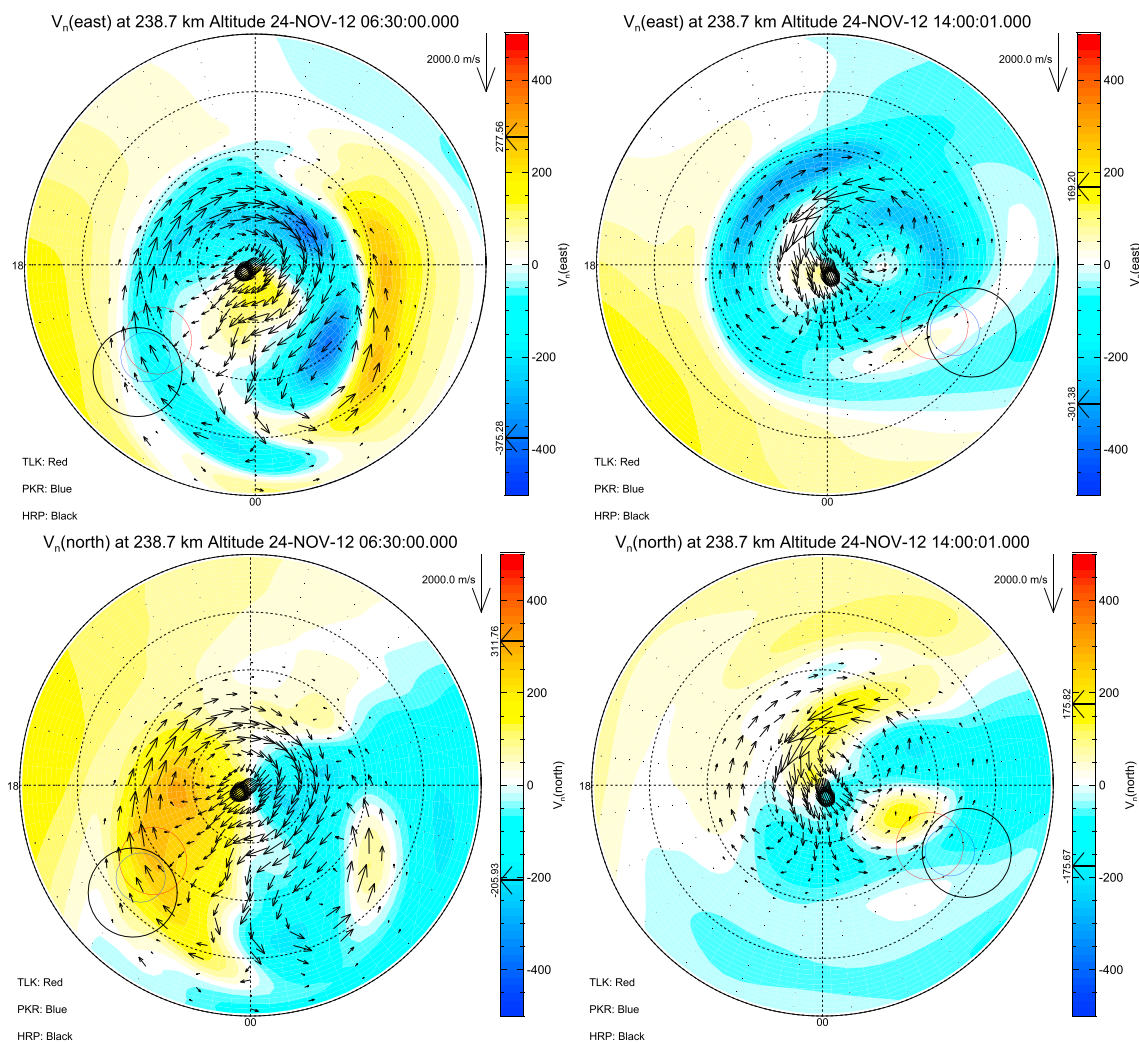 Vn(east) at 238.7 km Altitude 24-NOV-12 06:30:00.000
2000.0 m/s
400
277.56
200
18
0
Vn(east)
-200
-375.28
-400
TLK: Red
PKR: Blue
HRP: Black
00
Vn(east) at 238.7 km Altitude 24-NOV-12 14:00:01.000
2000.0 m/s
400
169.20
200
18
0
V-(east)
-200
-301.38
-400
TLK: Red
PKR: Blue
HRP: Black
00
Vn(north) at 238.7 km Altitude 24-NOV-12 06:30:00.000
2000.0 m/s
400
311.76
200
18
0
Vn(north)
-200
-205.93
-400
TLK: Red
PKR: Blue
HRP: Black
00
Vn(north) at 238.7 km Altitude 24-NOV-12 14:00:01.000
2000.0 m/s
400
175.82
200
18
0
Vn(north)
-200
175.67
-400
TLK: Red
PKR: Blue
HRP: Black
00